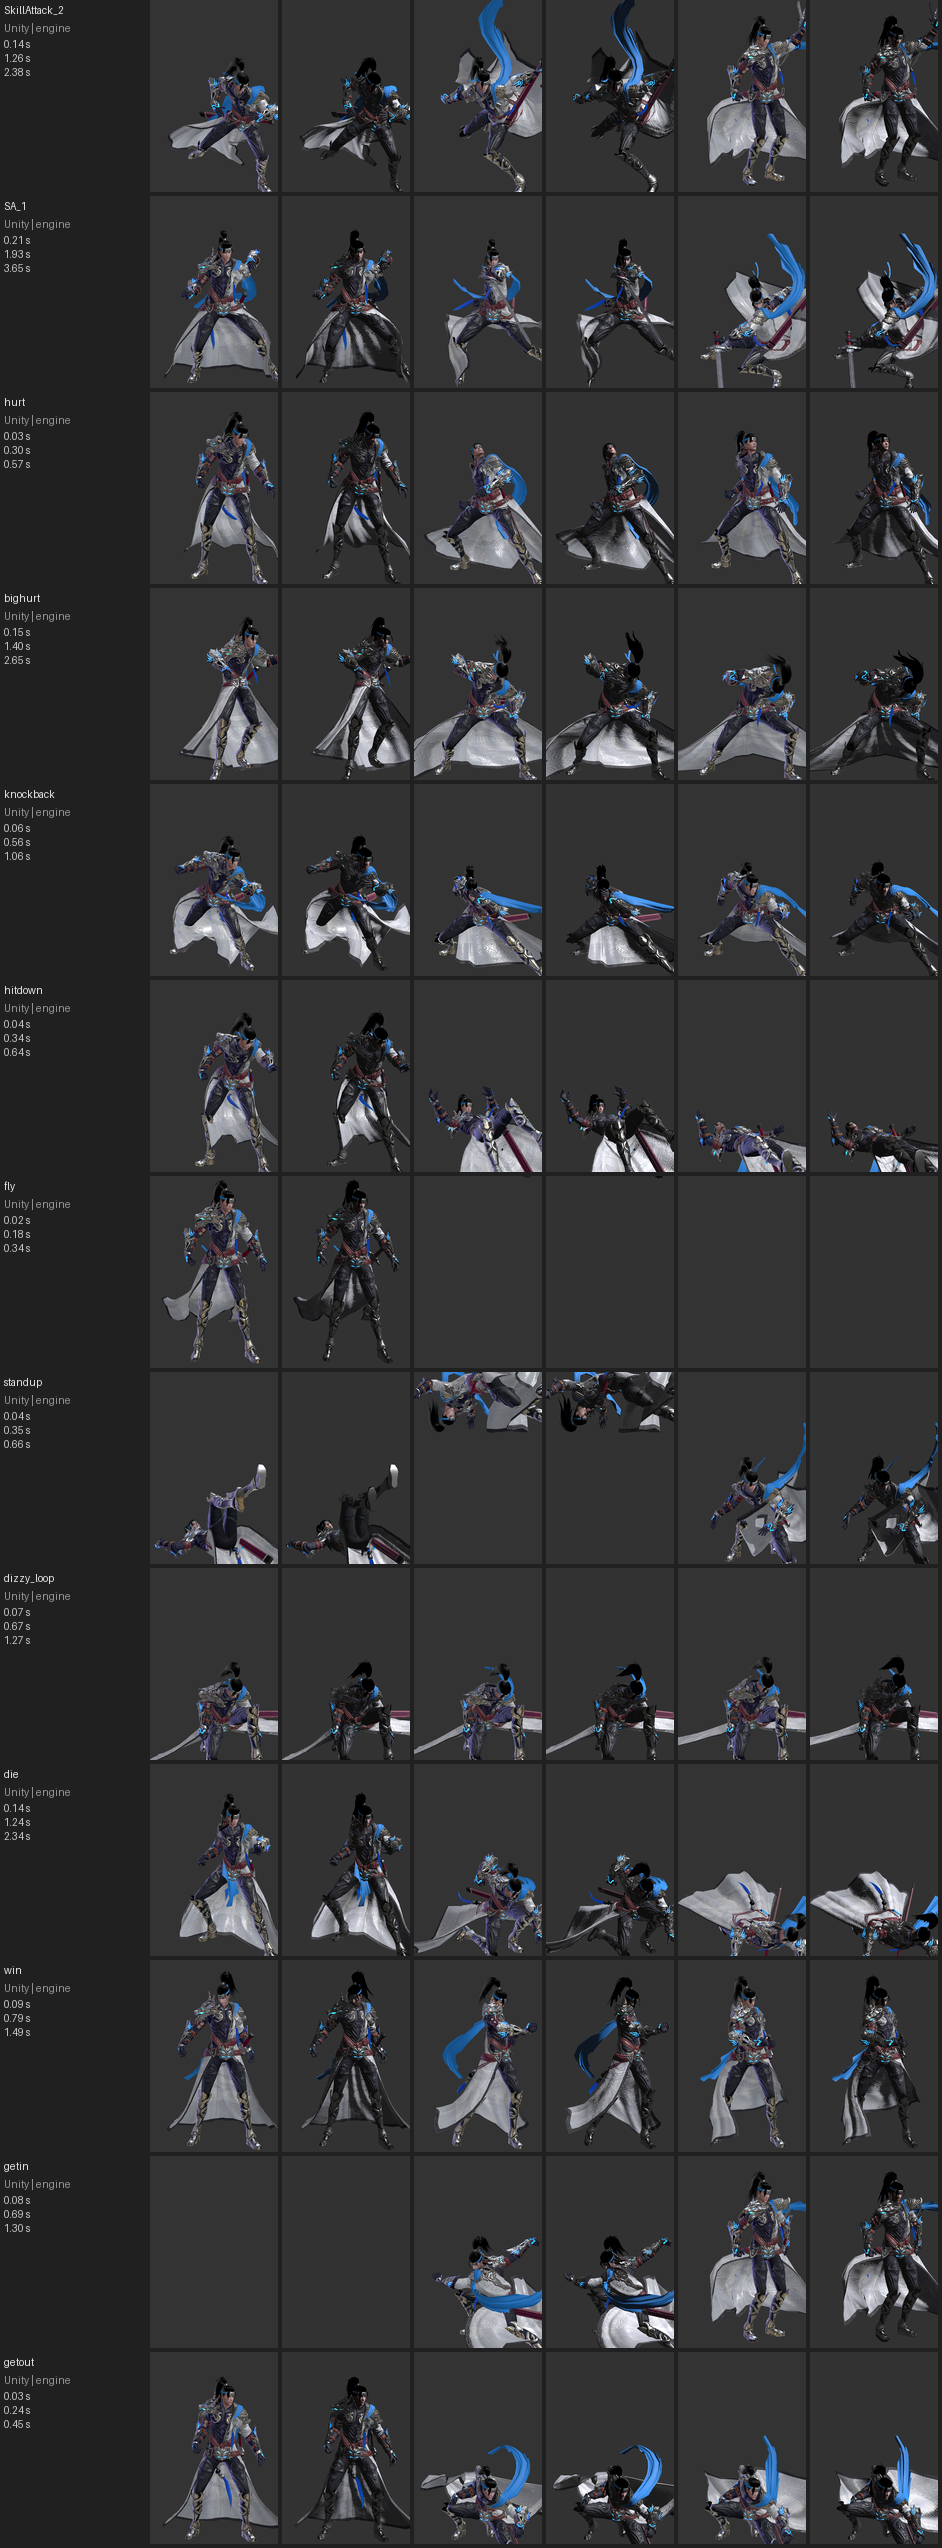 SkillAttack_2
Unity | engine
0.14 s
1.26 s
2.38 s
SA_1
Unity | engine
0.21 s
1.93 s
3.65 s
hurt
Unity | engine
0.03 s
0.30 s
0.57 s
bighurt
Unity | engine
0.15 s
1.40 s
2.65 s
knockback
Unity | engine
0.06 s
0.56 s
1.06 s
hitdown
Unity | engine
0.04 s
0.34 s
0.64 s
fly
Unity | engine
0.02 s
0.18 s
0.34 s
standup
Unity | engine
0.04 s
0.35 s
0.66 s
dizzy_loop
Unity | engine
0.07 s
0.67 s
1.27 s
die
Unity | engine
0.14 s
1.24 s
2.34 s
win
Unity | engine
0.09 s
0.79 s
1.49 s
getin
Unity | engine
0.08 s
0.69 s
1.30 s
getout
Unity | engine
0.03 s
0.24 s
0.45 s